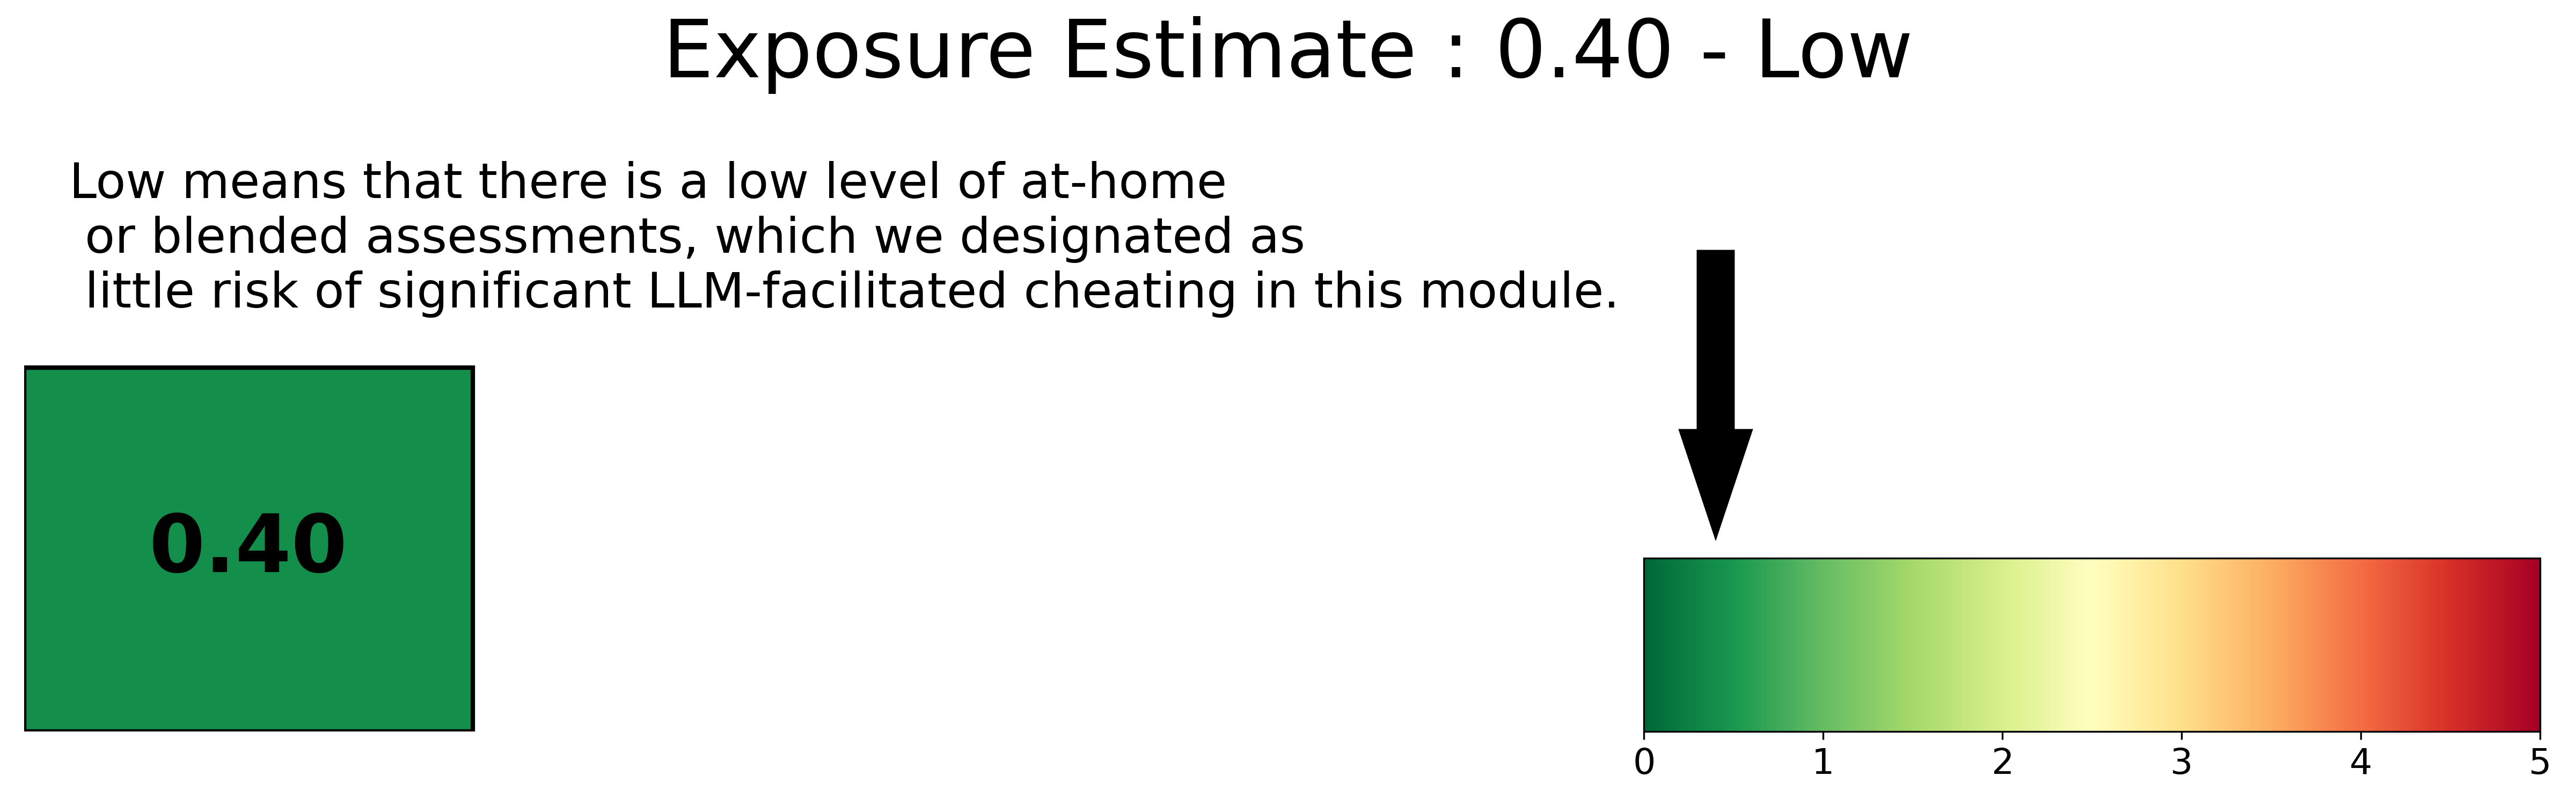 Exposure Estimate : 0.40 - Low
Low means that there is a low level of at-home
or blended assessments, which we designated as
little risk of significant LLM-facilitated cheating in this module.
0.40
0 1 2 3 4 5